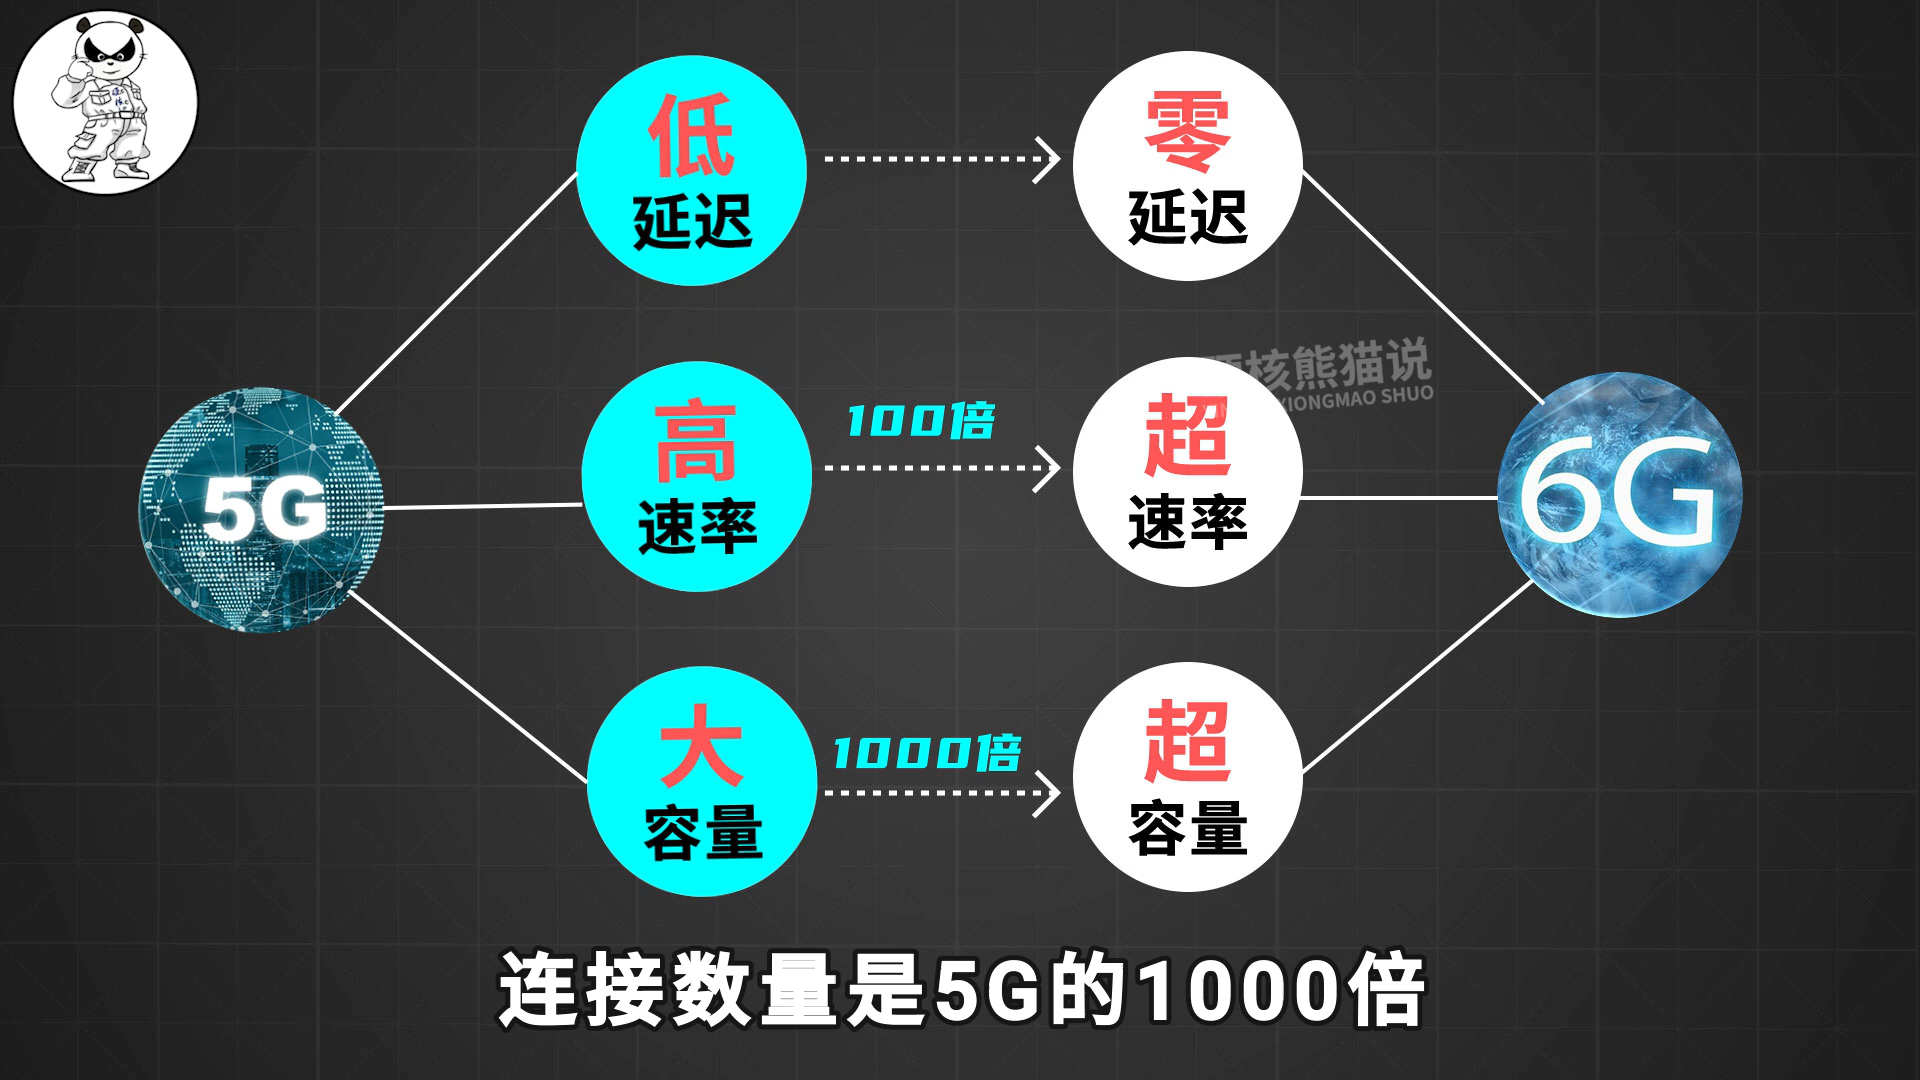 低
延迟
零
延迟
核熊猫说
XIONGMAO SHUO
5G
高
速率
100倍
超
速率
6G
大
容量
1000倍
超
容量
连接数量是5G的1000倍